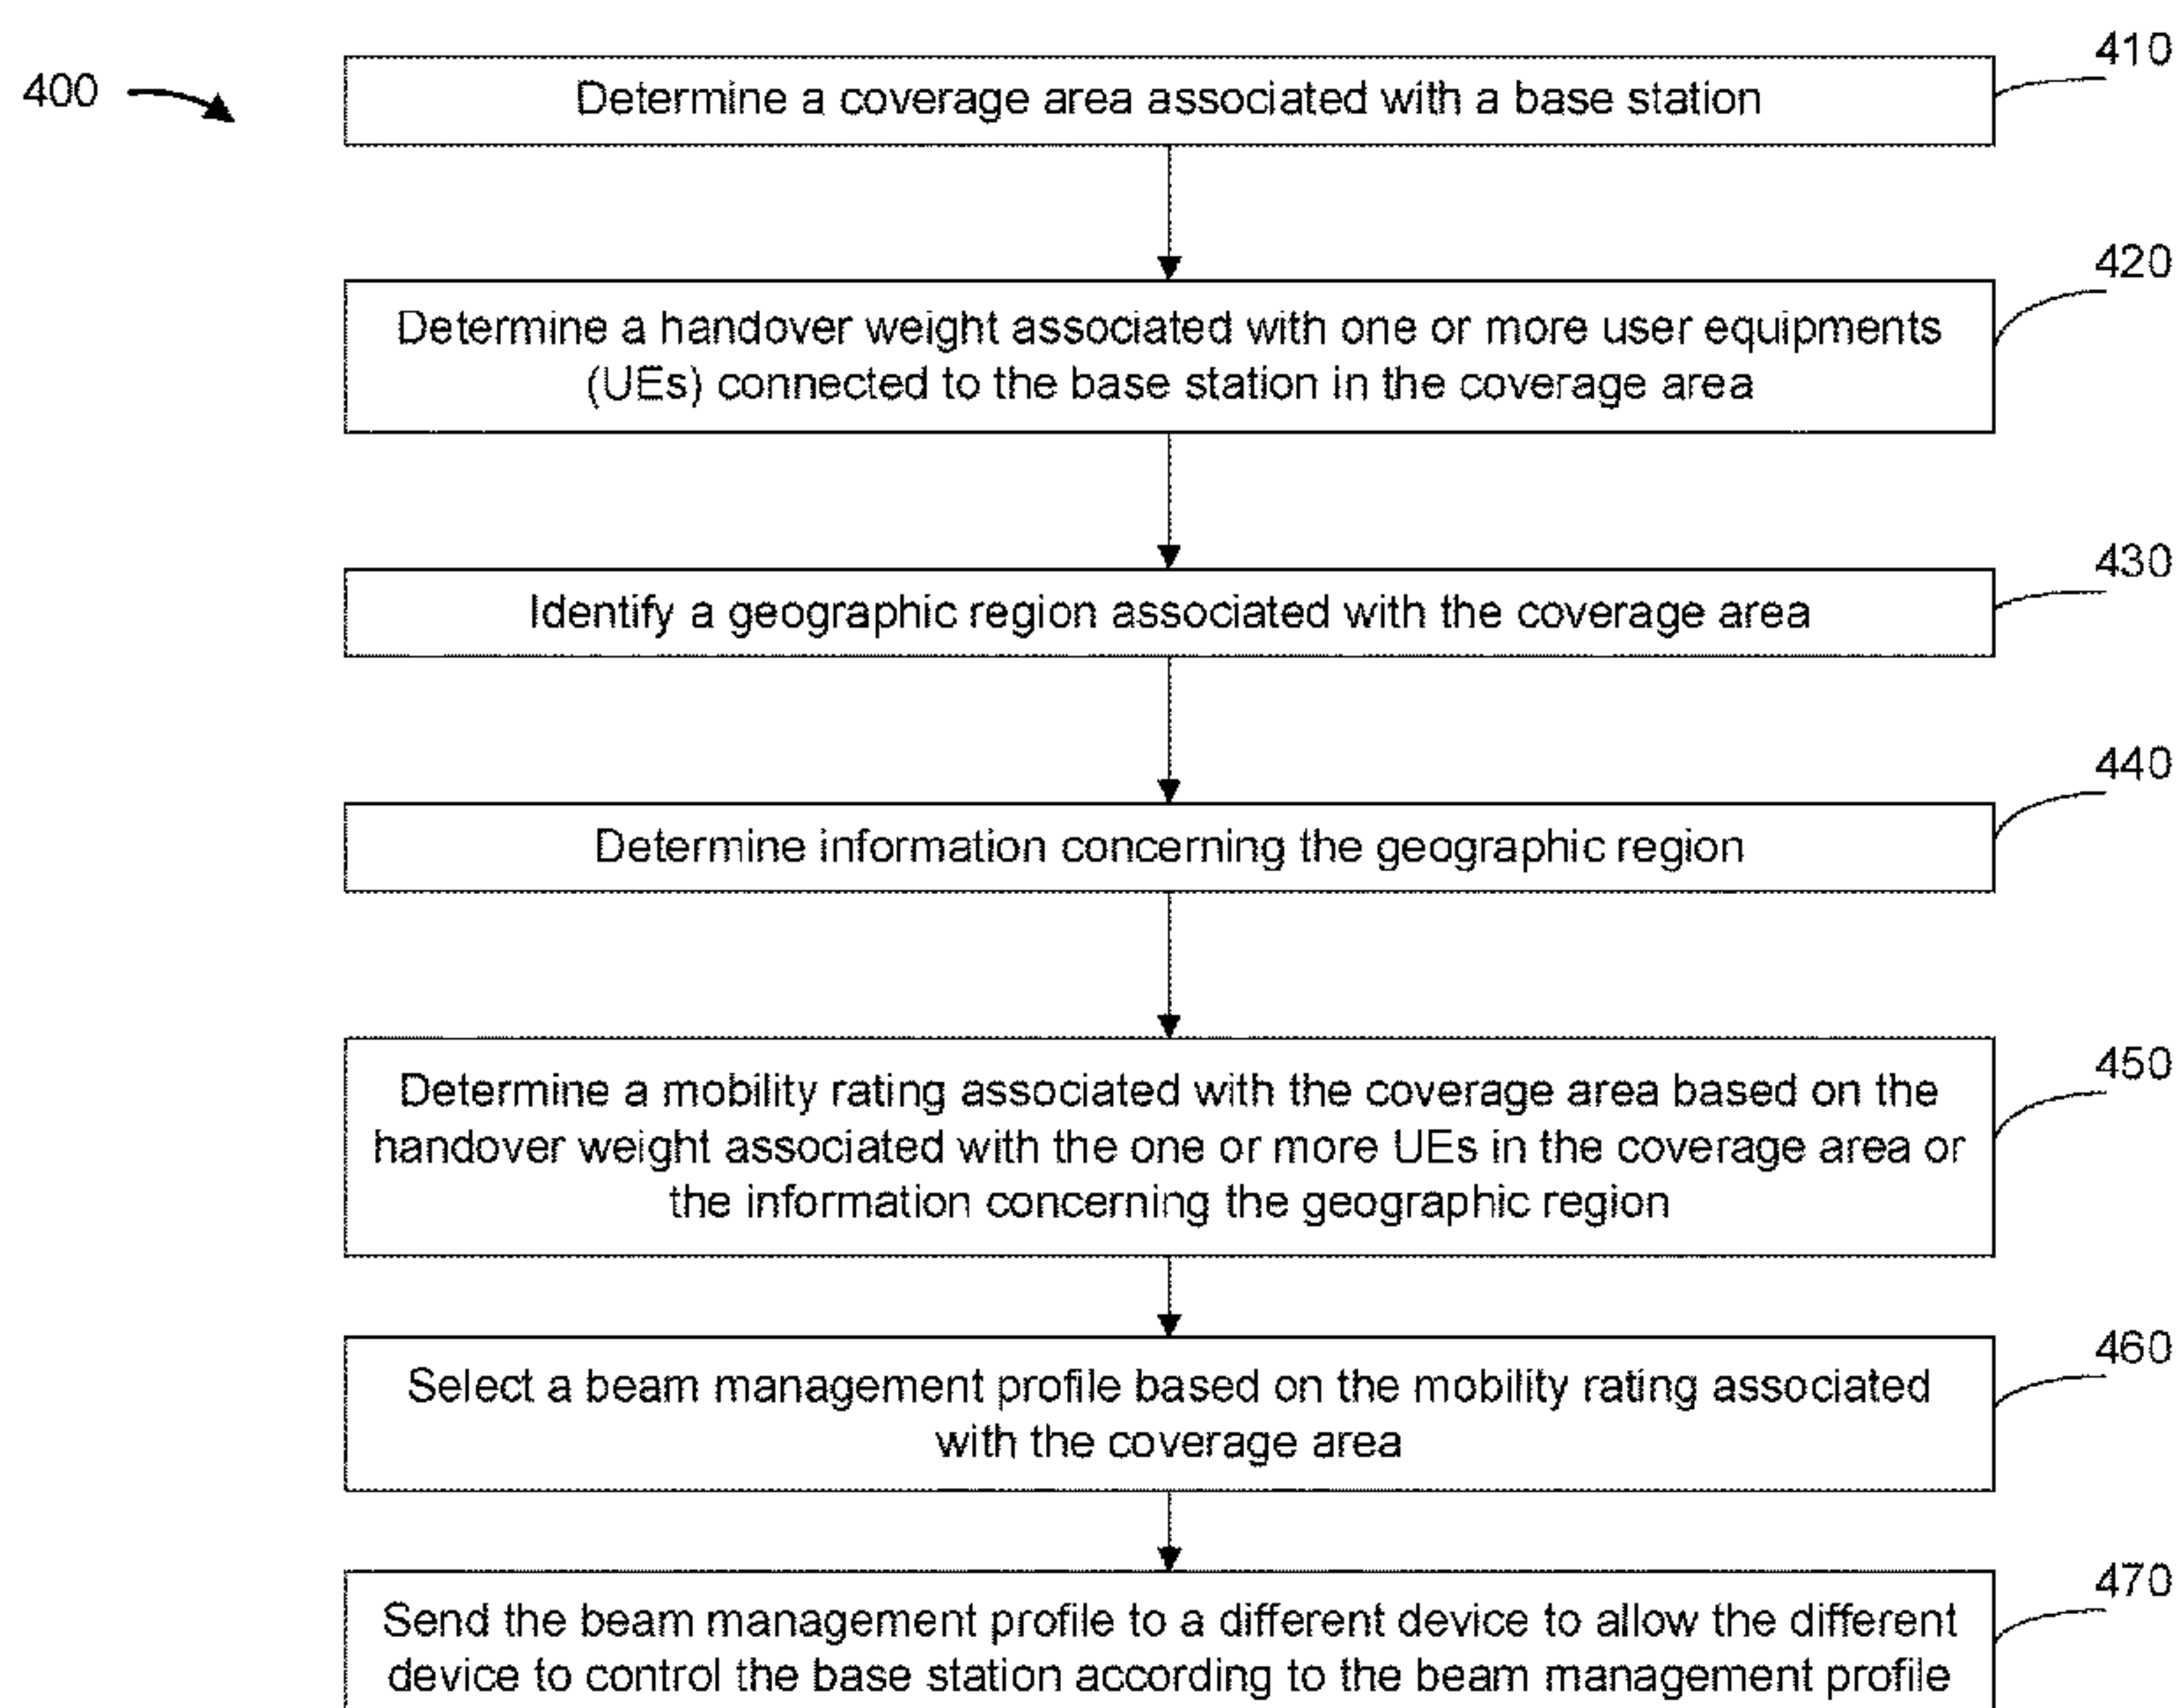 400
410
Determine a coverage area associated with a base station
420
Determine a handover weight associated with one or more user equipments
(UEs) connected to the base station in the coverage area
430
Identify a geographic region associated with the coverage area
440
Determine information concerning the geographic region
450
Determine a mobility rating associated with the coverage area based on the
handover weight associated with the one or more UEs in the coverage area or
the information concerning the geographic region
460
Select a beam management profile based on the mobility rating associated
with the coverage area
470
Send the beam management profile to a different device to allow the different
device to control the base station according to the beam management profile